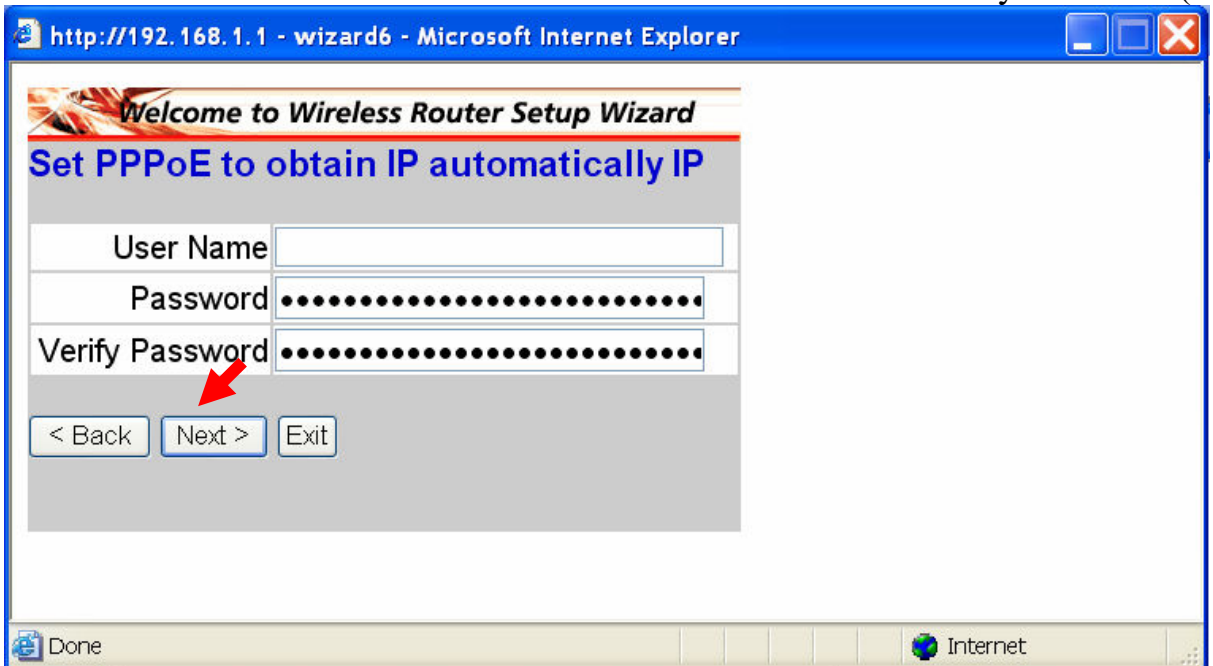 http://192.168.1.1 - wizard6 - Microsoft Internet Explorer
Welcome to Wireless Router Setup Wizard
Set PPPoE to obtain IP automatically IP
User Name
Password ••••••••••••••••••••••••••••
Verify Password ••••••••••••••••••••••••••••
< Back Next > Exit
Done Internet